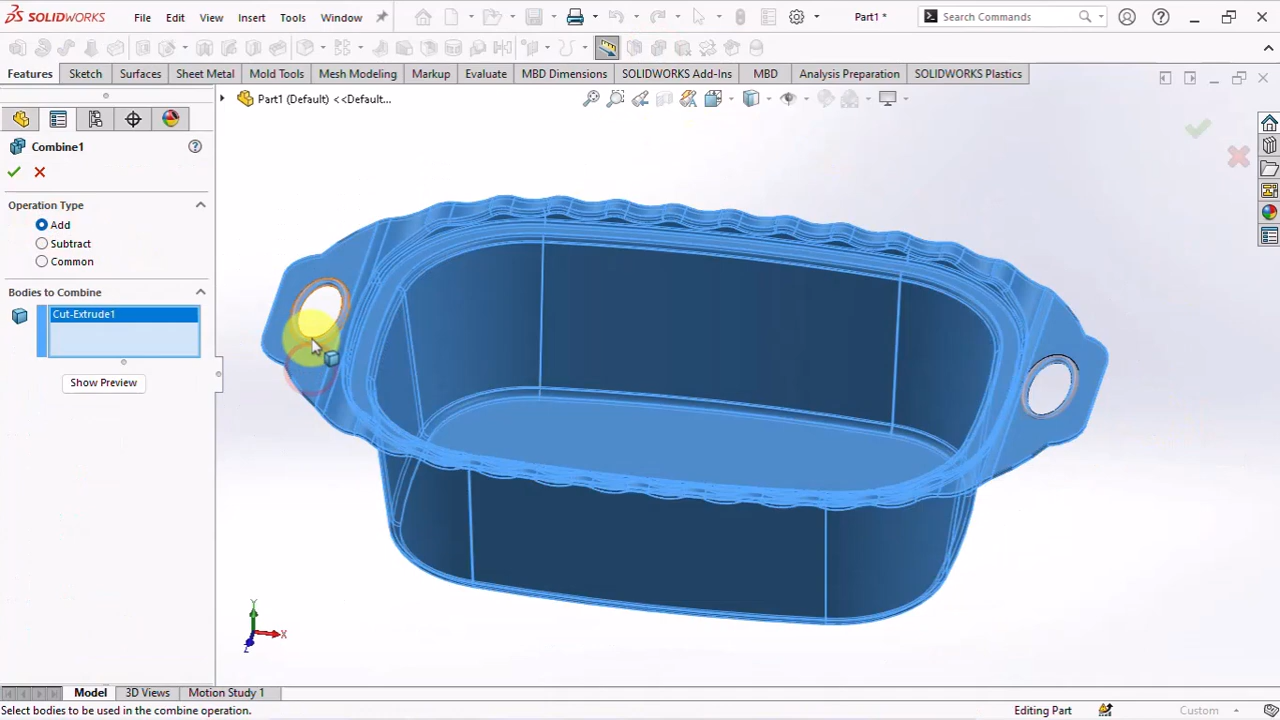 SOLIDWORKS File Edit View Insert Tools Window Part1 * Search Commands
Features Sketch Surfaces Sheet Metal Mold Tools Mesh Modeling Markup Evaluate MBD Dimensions SOLIDWORKS Add-Ins MBD Analysis Preparation SOLIDWORKS Plastics
Part1 (Default) <<Default...
Combine1
Operation Type
Add
Subtract
Common
Bodies to Combine
Cut-Extrude1
Show Preview
Y
X
Z
Model 3D Views Motion Study 1
Select bodies to be used in the combine operation. Editing Part Custom